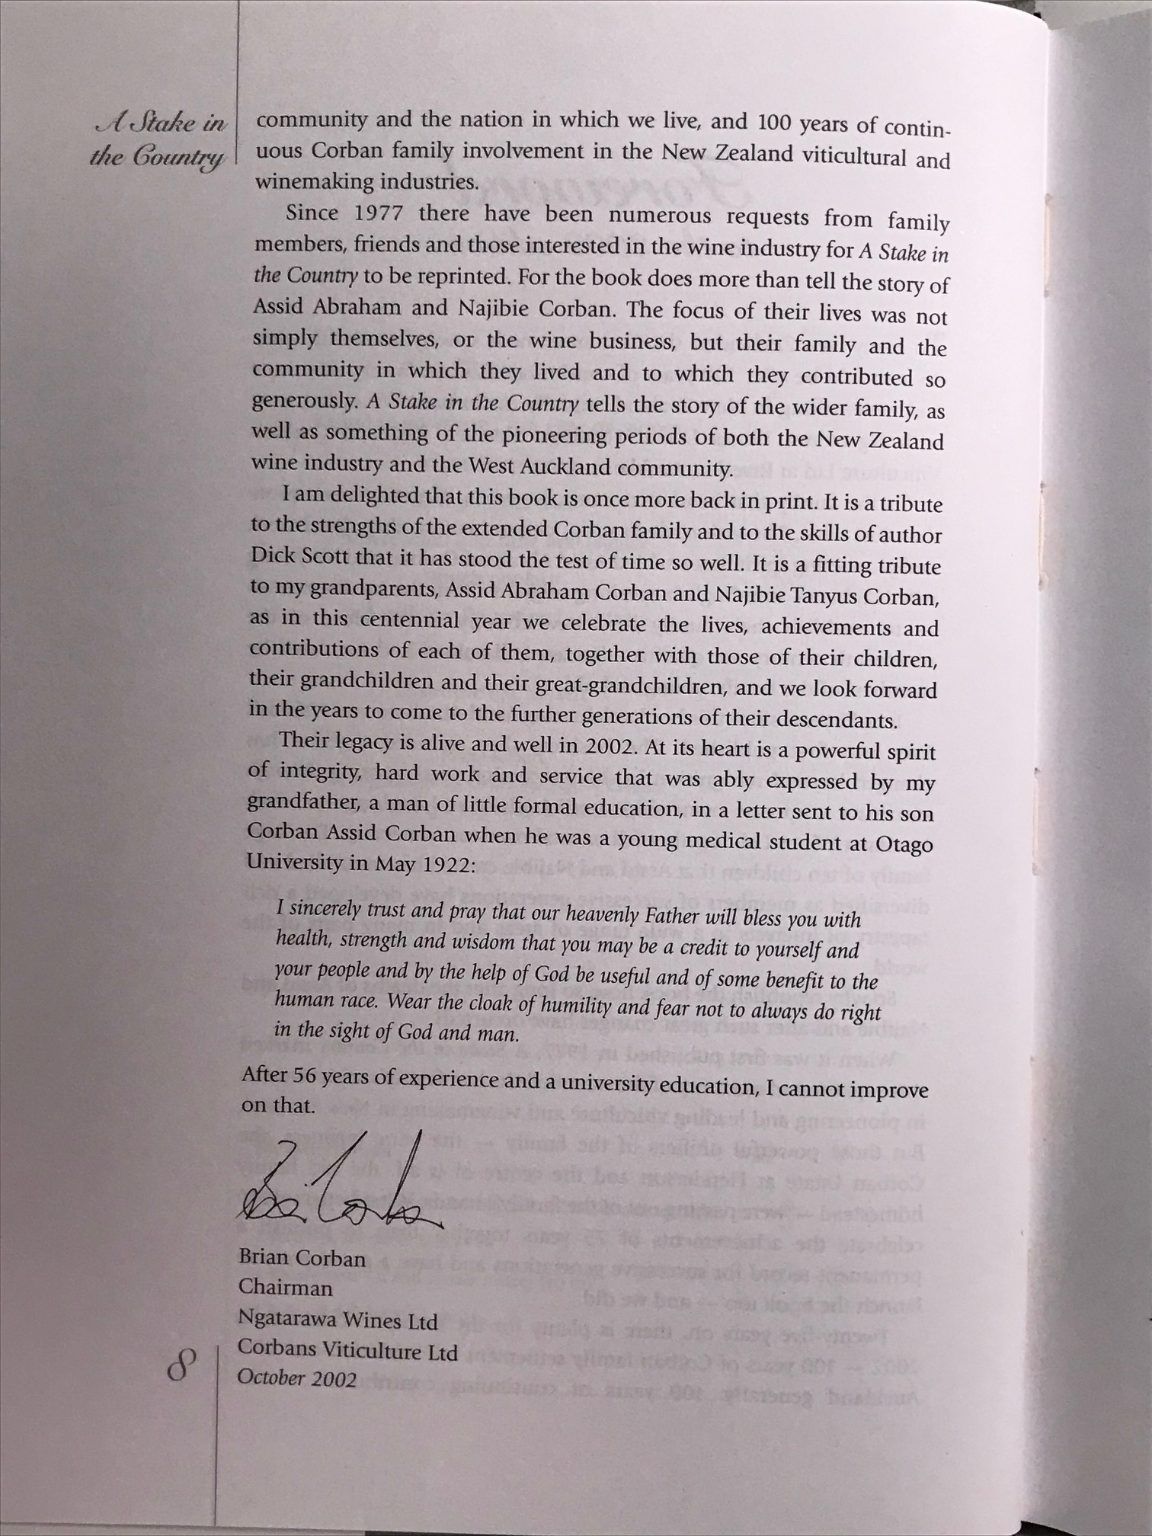 A Stake in
the Country
community and the nation in which we live, and 100 years of contin-
uous Corban family involvement in the New Zealand viticultural and
winemaking industries.
Since 1977 there have been numerous requests from family
members, friends and those interested in the wine industry for A Stake in
the Country to be reprinted. For the book does more than tell the story of
Assid Abraham and Najibie Corban. The focus of their lives was not
simply themselves, or the wine business, but their family and the
community in which they lived and to which they contributed so
generously. A Stake in the Country tells the story of the wider family, as
well as something of the pioneering periods of both the New Zealand
wine industry and the West Auckland community.
I am delighted that this book is once more back in print. It is a tribute
to the strengths of the extended Corban family and to the skills of author
Dick Scott that it has stood the test of time so well. It is a fitting tribute
to my grandparents, Assid Abraham Corban and Najibie Tanyus Corban,
as in this centennial year we celebrate the lives, achievements and
contributions of each of them, together with those of their children,
their grandchildren and their great-grandchildren, and we look forward
in the years to come to the further generations of their descendants.
Their legacy is alive and well in 2002. At its heart is a powerful spirit
of integrity, hard work and service that was ably expressed by my
grandfather, a man of little formal education, in a letter sent to his son
Corban Assid Corban when he was a young medical student at Otago
University in May 1922:
I sincerely trust and pray that our heavenly Father will bless you with
health, strength and wisdom that you may be a credit to yourself and
your people and by the help of God be useful and of some benefit to the
human race. Wear the cloak of humility and fear not to always do right
in the sight of God and man.
After 56 years of experience and a university education, I cannot improve
on that.
Brian Corban
Chairman
Ngatarawa Wines Ltd
Corbans Viticulture Ltd
October 2002
8